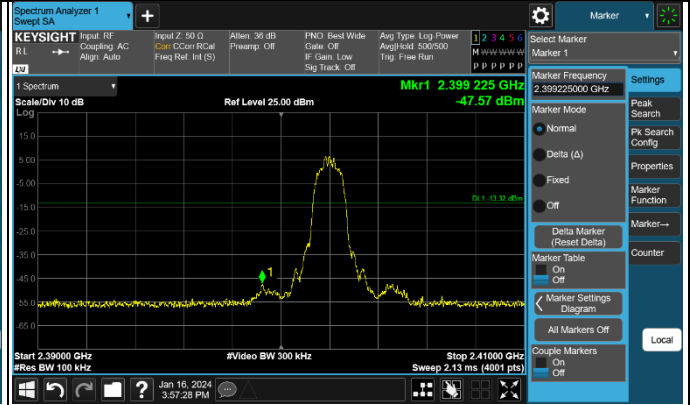 Spectrum Analyzer 1
Swept SA
+
Marker
KEYSIGHT
RL
Input: RF
Coupling: AC
Align: Auto
Input Z: 50 Ω
Corr CCorr RCal
Freq Ref: Int (S)
Atten: 36 dB
Preamp: Off
PNO: Best Wide
Gate: Off
IF Gain: Low
Sig Track: Off
Avg Type: Log-Power
Avg|Hold: 500/500
Trig: Free Run
1 2 3 4 5 6
M W W W W W
P P P P P P
LXI
1 Spectrum
Scale/Div 10 dB
Log
Ref Level 25.00 dBm
Mkr1 2.399 225 GHz
-47.57 dBm
15.0
5.00
-5.00
-15.0
-25.0
-35.0
-45.0
-55.0
-65.0
DL1 -13.32 dBm
1
Start 2.39000 GHz
#Res BW 100 kHz
#Video BW 300 kHz
Stop 2.41000 GHz
Sweep 2.13 ms (4001 pts)
Jan 16, 2024
3:57:28 PM
Select Marker
Marker 1
Marker Frequency
2.399225000 GHz
Marker Mode
Normal
Delta (Δ)
Fixed
Off
Delta Marker
(Reset Delta)
Marker Table
On
Off
Marker Settings
Diagram
All Markers Off
Couple Markers
On
Off
Settings
Peak
Search
Pk Search
Config
Properties
Marker
Function
Marker→
Counter
Local